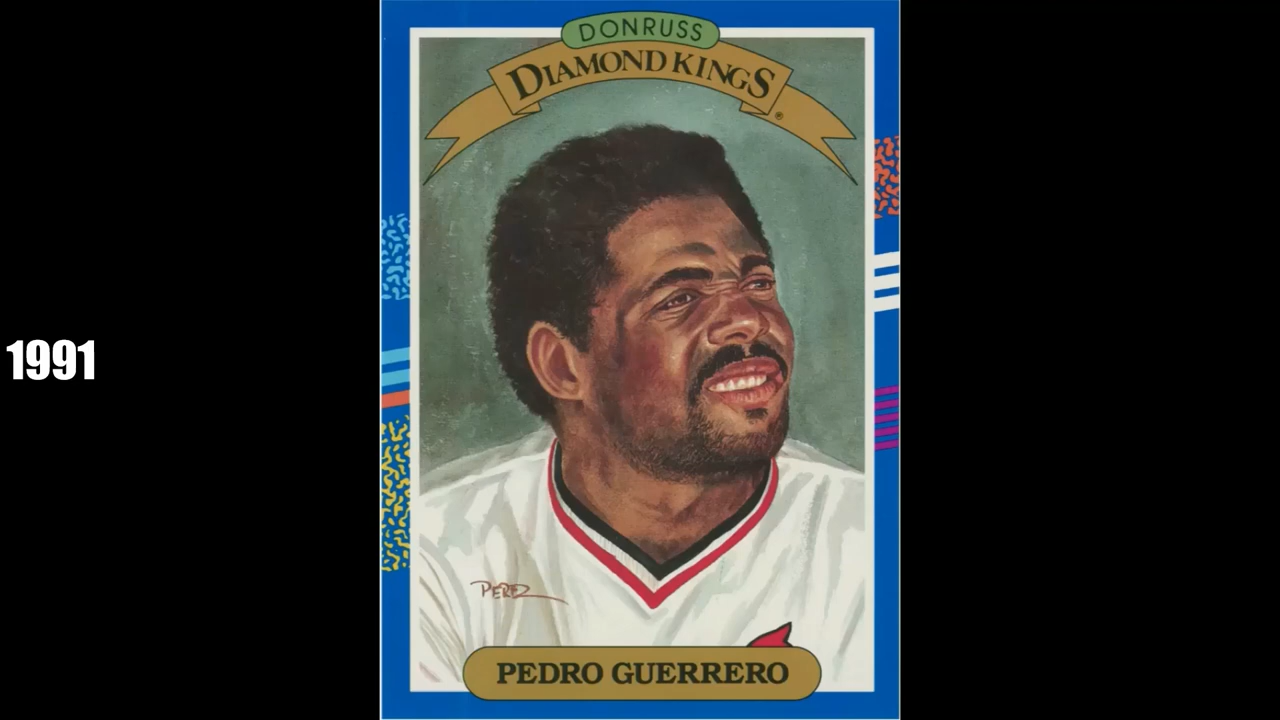 DONRUSS
DIAMOND KINGS®
1991
PEREZ
PEDRO GUERRERO